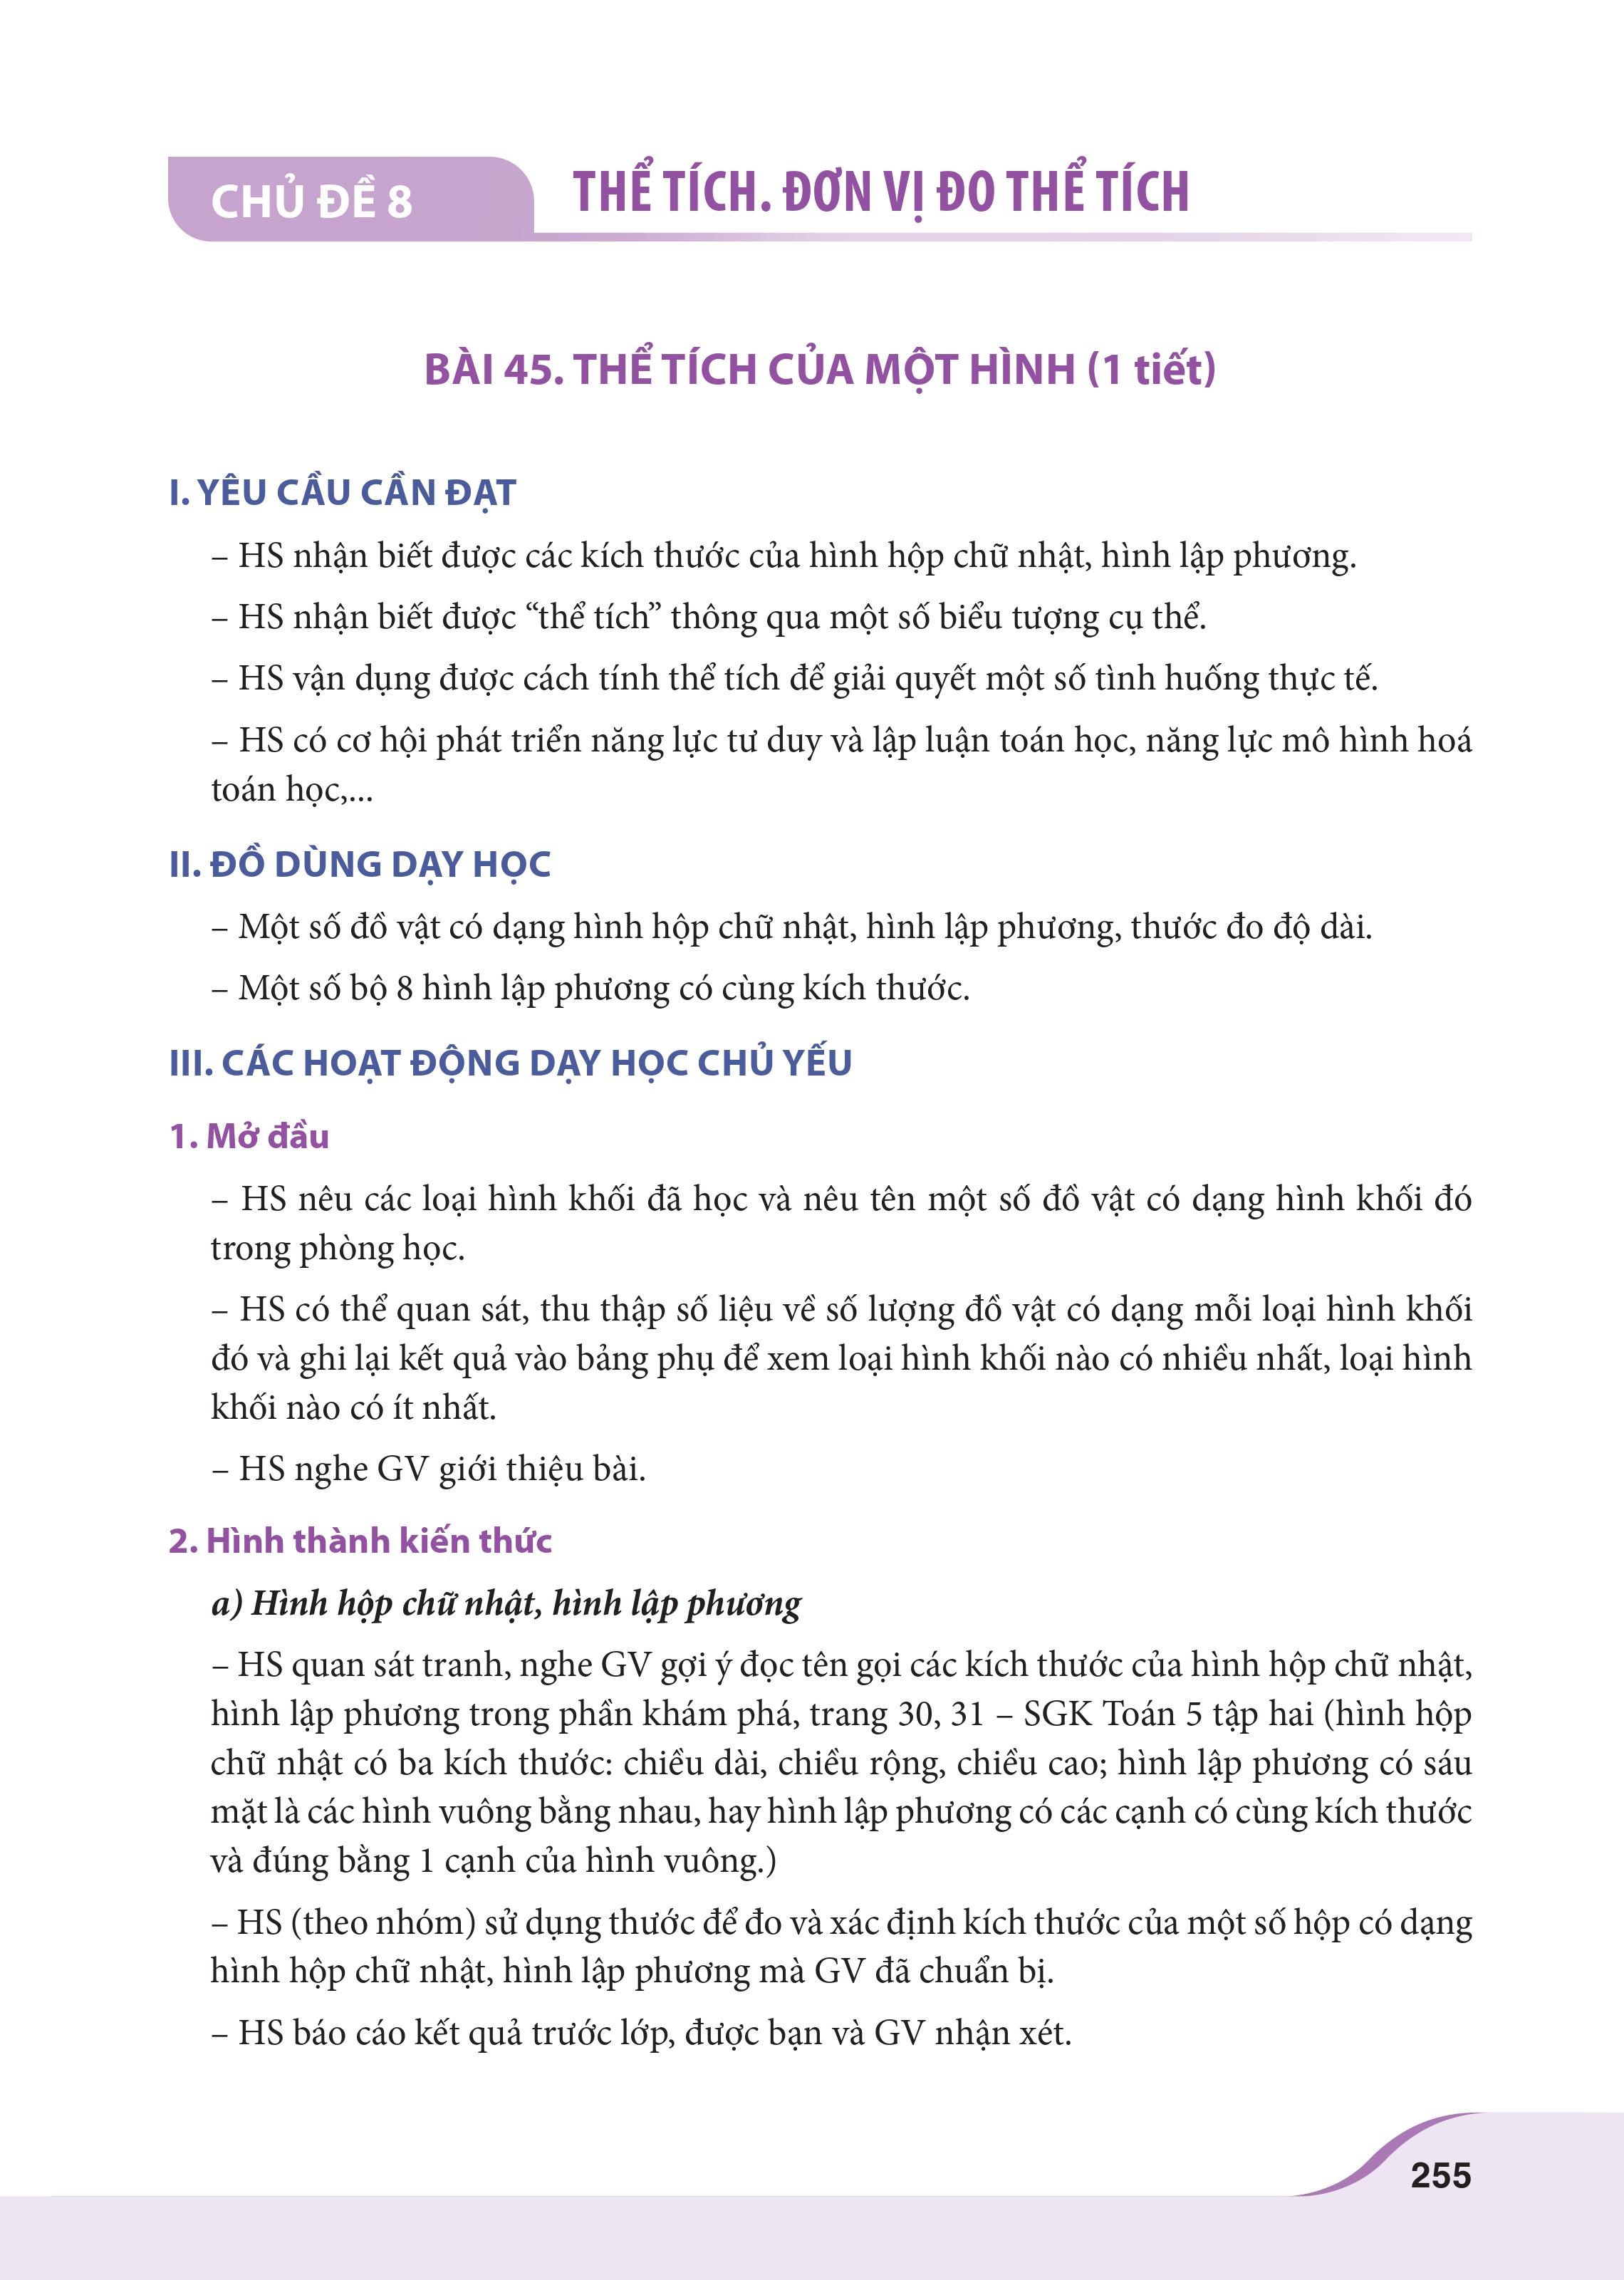 CHỦ ĐỀ 8
THỂ TÍCH. ĐƠN VỊ ĐO THỂ TÍCH
BÀI 45. THỂ TÍCH CỦA MỘT HÌNH (1 tiết)
I. YÊU CẦU CẦN ĐẠT
– HS nhận biết được các kích thước của hình hộp chữ nhật, hình lập phương.
– HS nhận biết được “thể tích” thông qua một số biểu tượng cụ thể.
– HS vận dụng được cách tính thể tích để giải quyết một số tình huống thực tế.
– HS có cơ hội phát triển năng lực tư duy và lập luận toán học, năng lực mô hình hoá
toán học,...
II. ĐỒ DÙNG DẠY HỌC
– Một số đồ vật có dạng hình hộp chữ nhật, hình lập phương, thước đo độ dài.
– Một số bộ 8 hình lập phương có cùng kích thước.
III. CÁC HOẠT ĐỘNG DẠY HỌC CHỦ YẾU
1. Mở đầu
– HS nêu các loại hình khối đã học và nêu tên một số đồ vật có dạng hình khối đó
trong phòng học.
– HS có thể quan sát, thu thập số liệu về số lượng đồ vật có dạng mỗi loại hình khối
đó và ghi lại kết quả vào bảng phụ để xem loại hình khối nào có nhiều nhất, loại hình
khối nào có ít nhất.
– HS nghe GV giới thiệu bài.
2. Hình thành kiến thức
a) Hình hộp chữ nhật, hình lập phương
– HS quan sát tranh, nghe GV gợi ý đọc tên gọi các kích thước của hình hộp chữ nhật,
hình lập phương trong phần khám phá, trang 30, 31 – SGK Toán 5 tập hai (hình hộp
chữ nhật có ba kích thước: chiều dài, chiều rộng, chiều cao; hình lập phương có sáu
mặt là các hình vuông bằng nhau, hay hình lập phương có các cạnh có cùng kích thước
và đúng bằng 1 cạnh của hình vuông.)
– HS (theo nhóm) sử dụng thước để đo và xác định kích thước của một số hộp có dạng
hình hộp chữ nhật, hình lập phương mà GV đã chuẩn bị.
– HS báo cáo kết quả trước lớp, được bạn và GV nhận xét.
255